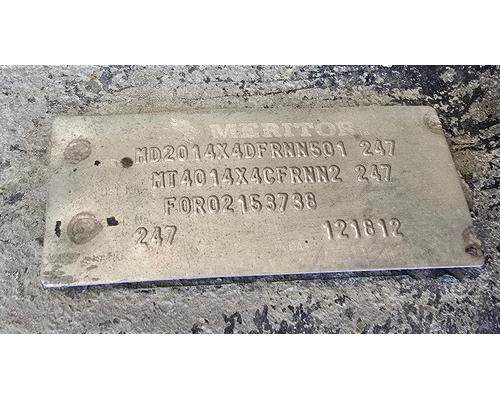 MERITOR
MD2014X4DFRNN501 247
MT4014X4CFRNN2 247
FOR02153738
247 121812